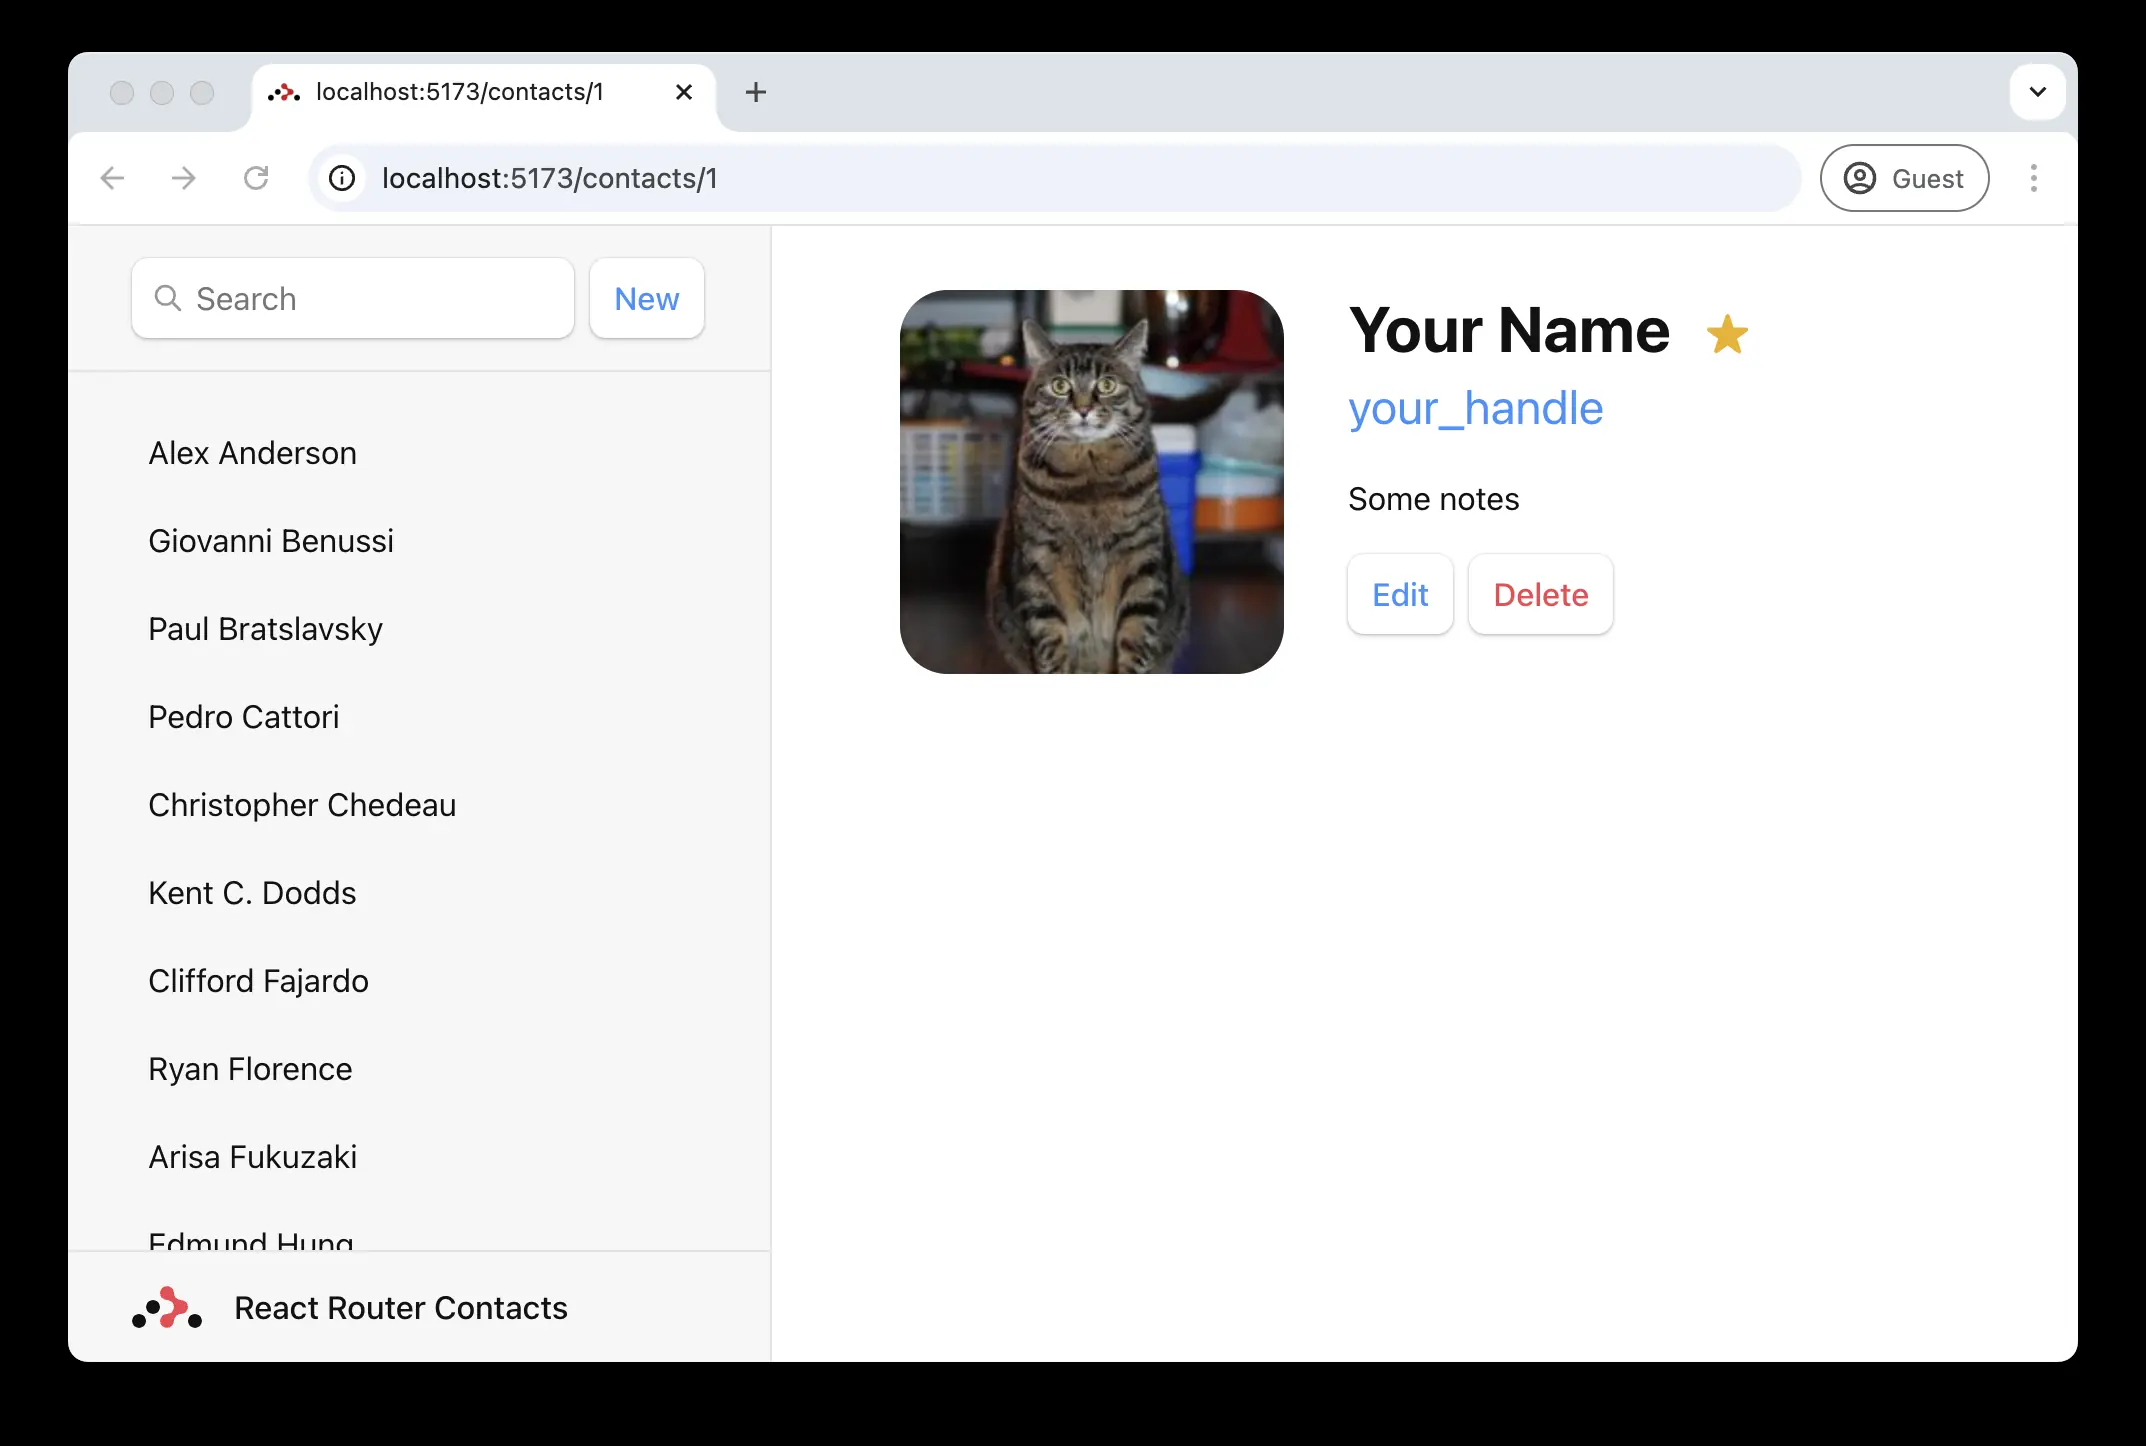 localhost:5173/contacts/1
localhost:5173/contacts/1
Guest
Search
New
Alex Anderson
Giovanni Benussi
Paul Bratslavsky
Pedro Cattori
Christopher Chedeau
Kent C. Dodds
Clifford Fajardo
Ryan Florence
Arisa Fukuzaki
Edmund Hung
React Router Contacts
Your Name
your_handle
Some notes
Edit
Delete